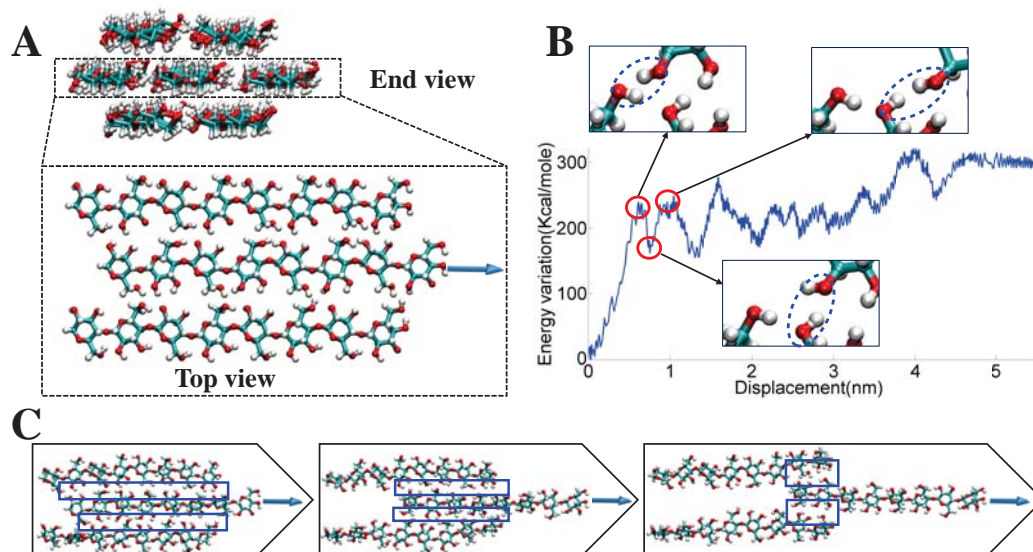 A
End view
Top view
B
Energy variation(Kcal/mole)
300
200
100
0
0
1
2
3
4
5
Displacement(nm)
C